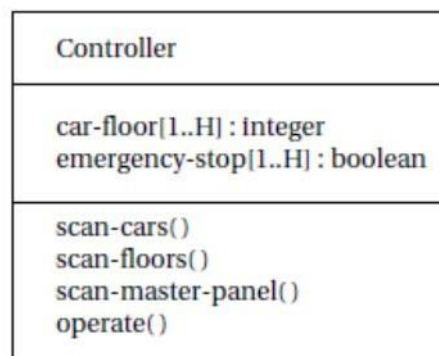 Controller
car-floor[1..H] : integer
emergency-stop[1..H] : boolean
scan-cars()
scan-floors()
scan-master-panel()
operate()